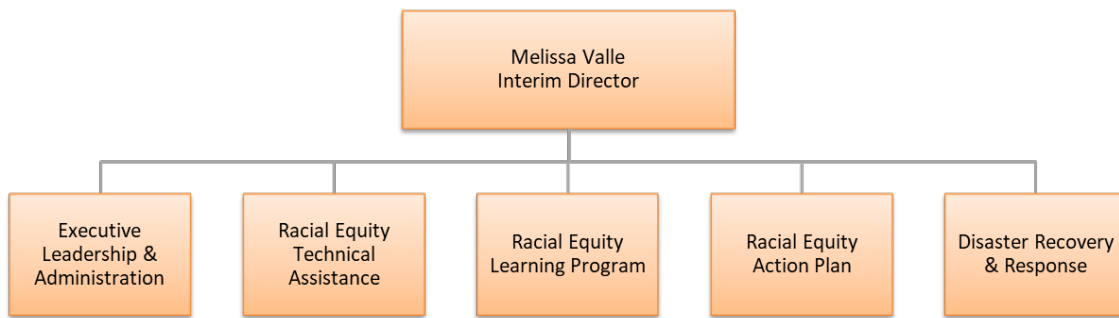 Melissa Valle
Interim Director
Executive
Leadership &
Administration
Racial Equity
Technical
Assistance
Racial Equity
Learning Program
Racial Equity
Action Plan
Disaster Recovery
& Response